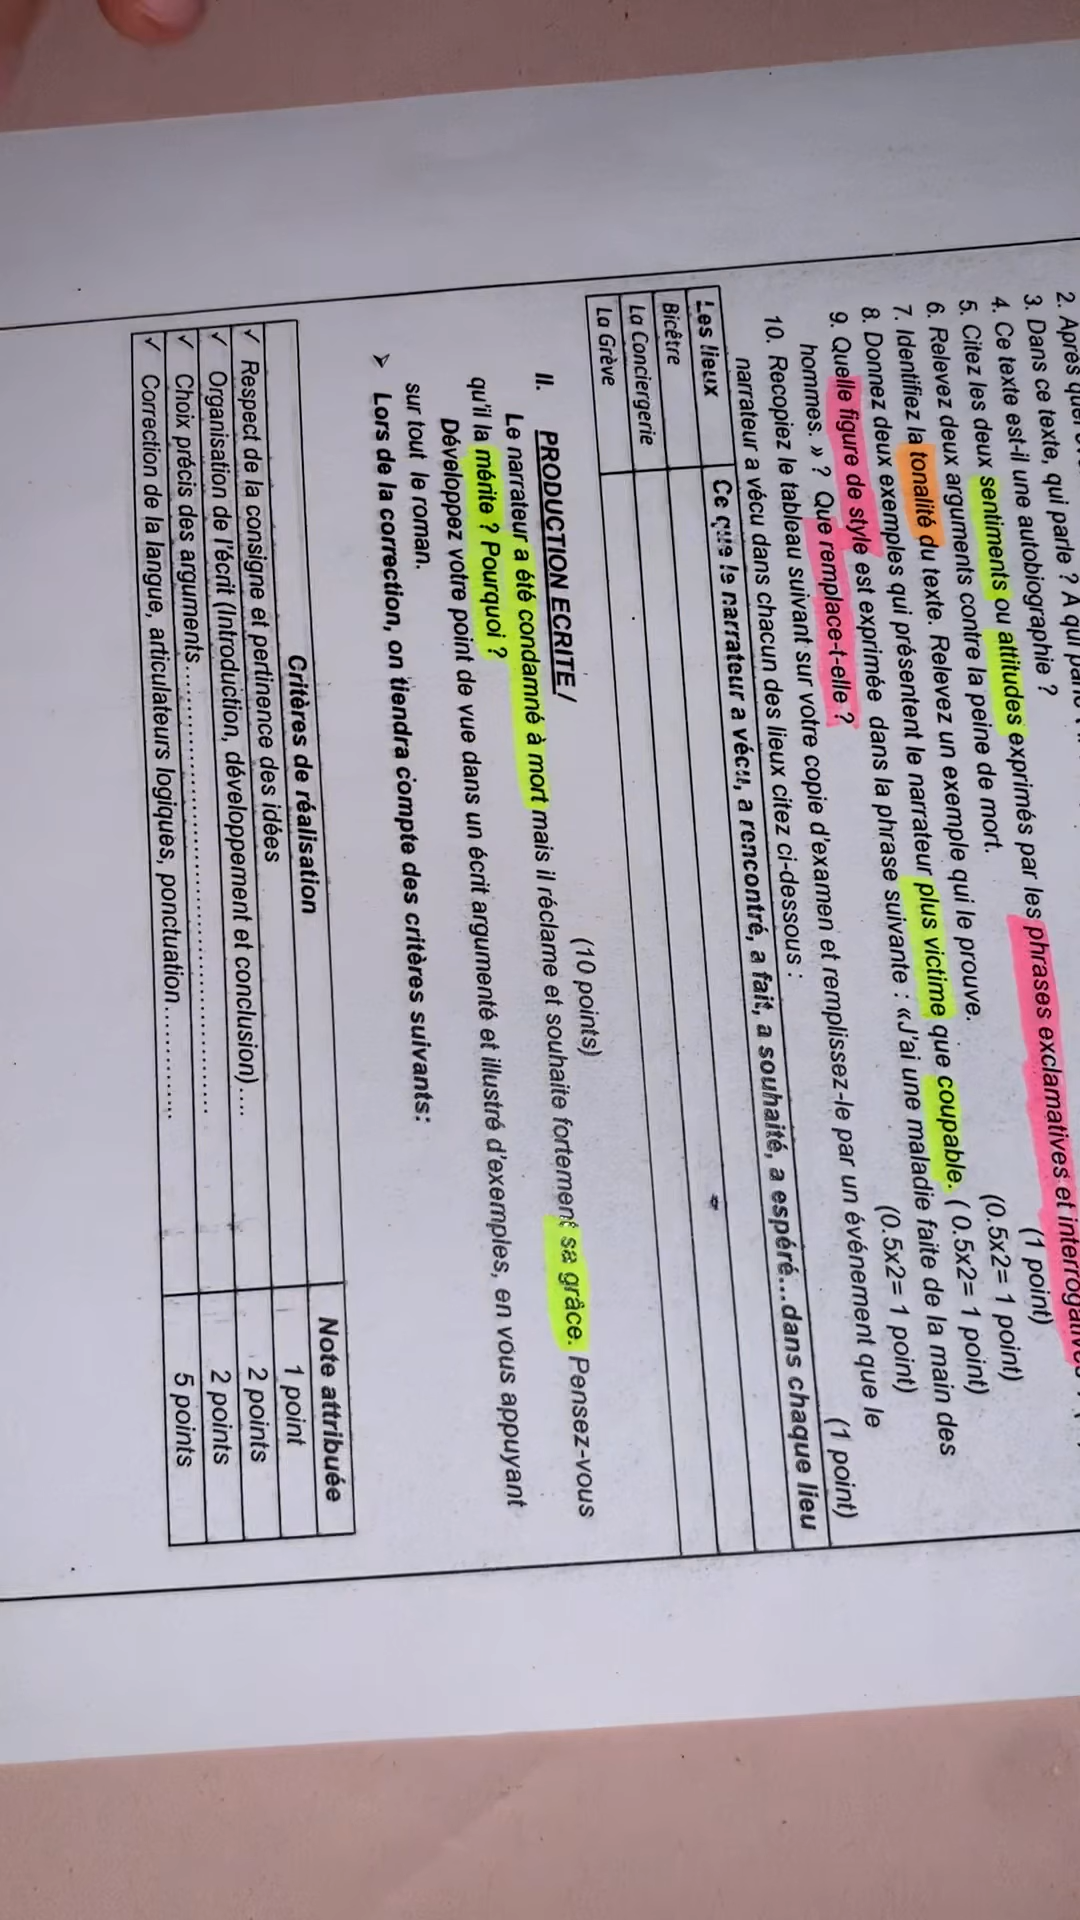 2. Après quel
3. Dans ce texte, qui parle ? A qui
4. Ce texte est-il une autobiographie ?
5. Citez les deux sentiments ou attitudes exprimés par les phrases exclamatives et
(1 point)
6. Relevez deux arguments contre la peine de mort. (0.5x2= 1 point)
7. Identifiez la tonalité du texte. Relevez un exemple qui le prouve. (0.5x2= 1 point)
8. Donnez deux exemples qui présentent le narrateur plus victime que coupable. (0.5x2= 1 point)
9. Quelle figure de style est exprimée dans la phrase suivante : «J'ai une maladie faite de la main des
hommes. » ? Que remplace-t-elle ? (1 point)
10. Recopiez le tableau suivant sur votre copie d'examen et remplissez-le par un événement que le
narrateur a vécu dans chacun des lieux citez ci-dessous :
Les lieux Ce que le narrateur a vécu, a rencontré, a fait, a souhaité, a espéré...dans chaque lieu
Bicêtre
La Conciergerie
La Grève
II. PRODUCTION ECRITE / (10 points)
Le narrateur a été condamné à mort mais il réclame et souhaite fortement sa grâce. Pensez-vous
qu'il la mérite ? Pourquoi ?
Développez votre point de vue dans un écrit argumenté et illustré d'exemples, en vous appuyant
sur tout le roman.
➢ Lors de la correction, on tiendra compte des critères suivants:
Critères de réalisation Note attribuée
✓ Respect de la consigne et pertinence des idées 1 point
✓ Organisation de l'écrit (Introduction, développement et conclusion).... 2 points
✓ Choix précis des arguments............................................ 2 points
✓ Correction de la langue, articulateurs logiques, ponctuation............ 5 points